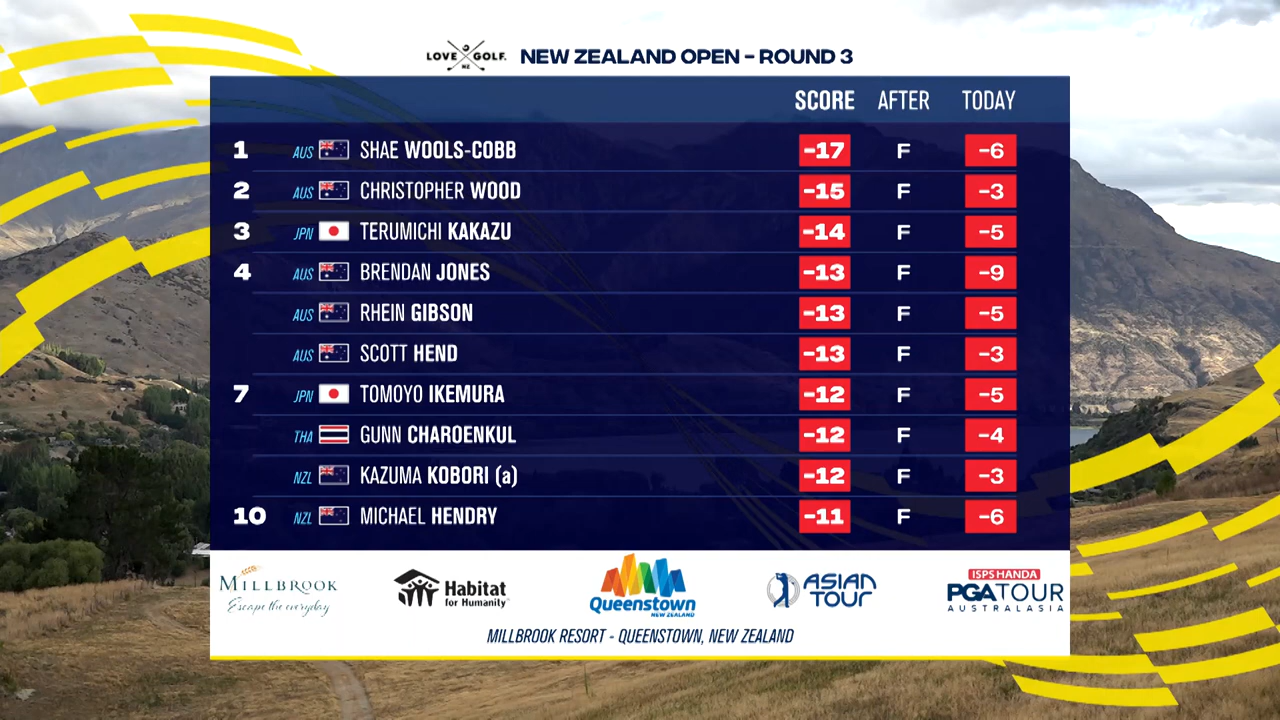 LOVE GOLF. NZ NEW ZEALAND OPEN - ROUND 3
SCORE AFTER TODAY
1 AUS SHAE WOOLS-COBB -17 F -6
2 AUS CHRISTOPHER WOOD -15 F -3
3 JPN TERUMICHI KAKAZU -14 F -5
4 AUS BRENDAN JONES -13 F -9
AUS RHEIN GIBSON -13 F -5
AUS SCOTT HEND -13 F -3
7 JPN TOMOYO IKEMURA -12 F -5
THA GUNN CHAROENKUL -12 F -4
NZL KAZUMA KOBORI (a) -12 F -3
10 NZL MICHAEL HENDRY -11 F -6
MILLBROOK
Escape the everyday
Habitat
for Humanity
Queenstown
NEW ZEALAND
ASIAN
TOUR
ISPS HANDA
PGA TOUR
AUSTRALASIA
MILLBROOK RESORT - QUEENSTOWN, NEW ZEALAND